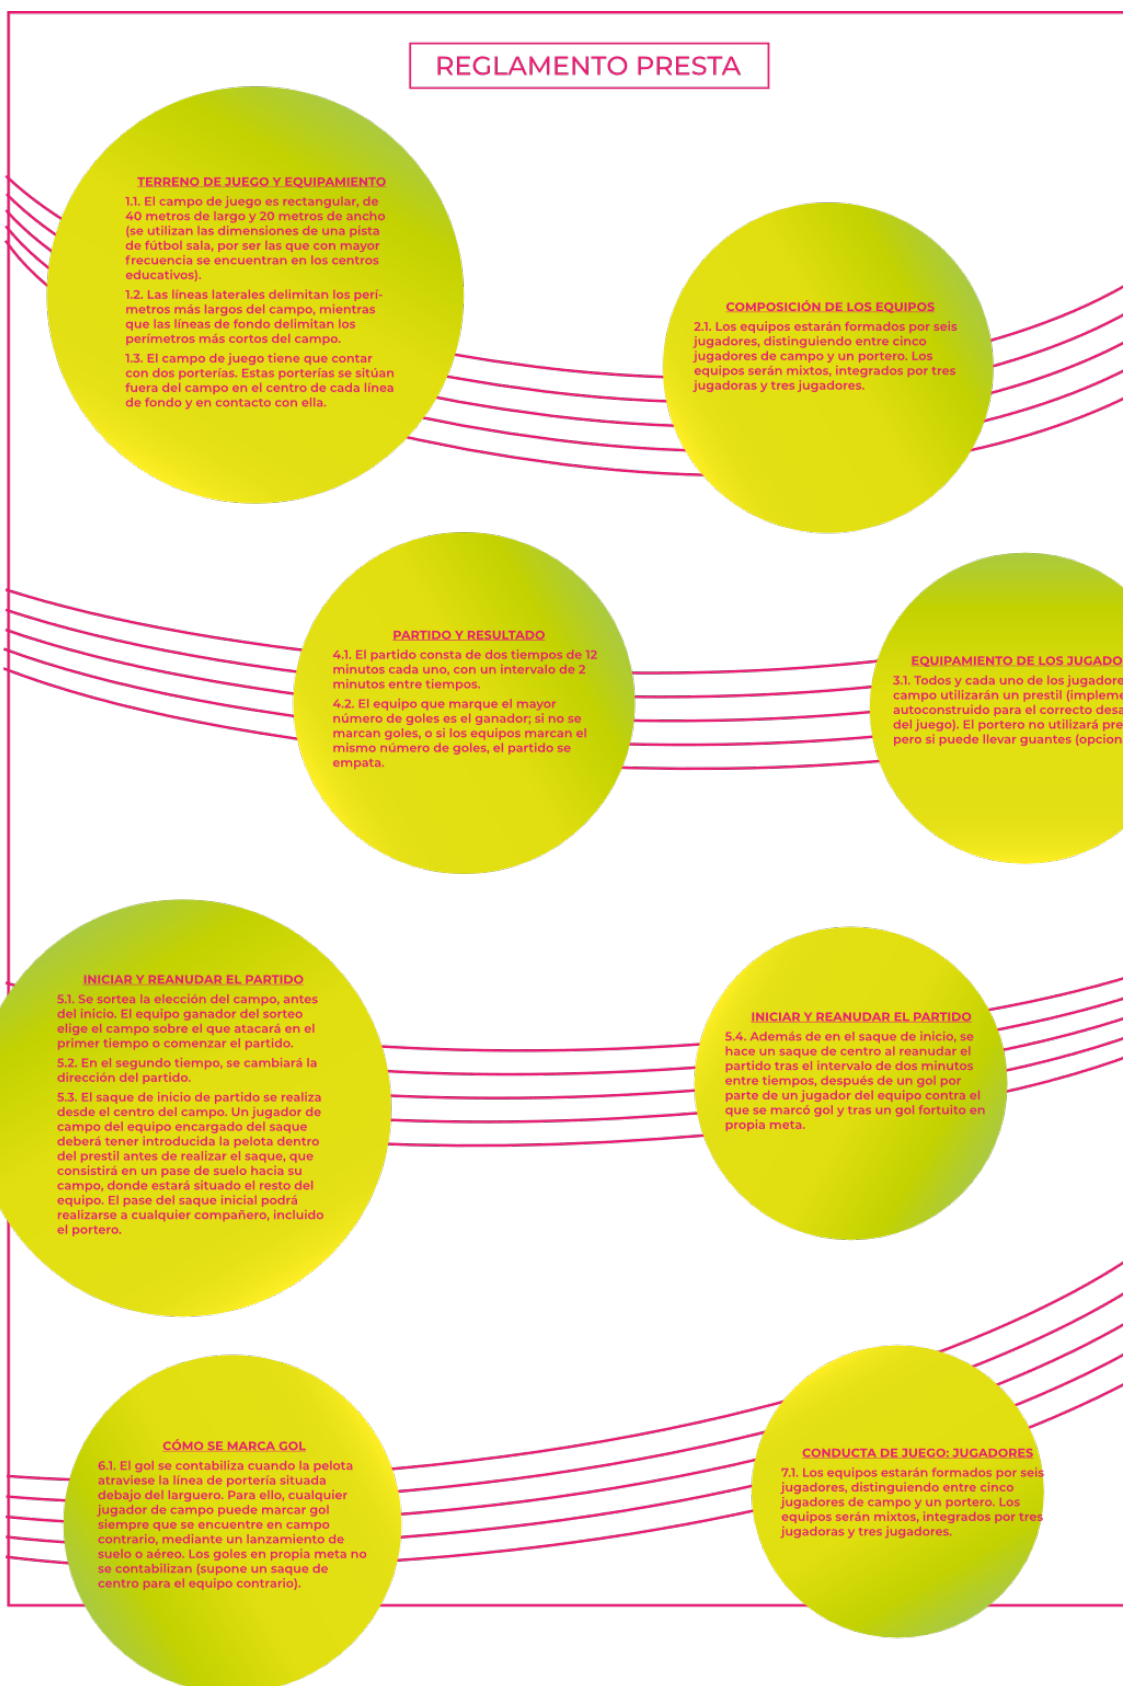 REGLAMENTO PRESTA
TERRENO DE JUEGO Y EQUIPAMIENTO
1.1. El campo de juego es rectangular, de
40 metros de largo y 20 metros de ancho
(se utilizan las dimensiones de una pista
de fútbol sala, por ser las que con mayor
frecuencia se encuentran en los centros
educativos).
1.2. Las líneas laterales delimitan los perí-
metros más largos del campo, mientras
que las líneas de fondo delimitan los
perímetros más cortos del campo.
1.3. El campo de juego tiene que contar
con dos porterías. Estas porterías se sitúan
fuera del campo en el centro de cada línea
de fondo y en contacto con ella.
COMPOSICIÓN DE LOS EQUIPOS
2.1. Los equipos estarán formados por seis
jugadores, distinguiendo entre cinco
jugadores de campo y un portero. Los
equipos serán mixtos, integrados por tres
jugadoras y tres jugadores.
PARTIDO Y RESULTADO
4.1. El partido consta de dos tiempos de 12
minutos cada uno, con un intervalo de 2
minutos entre tiempos.
4.2. El equipo que marque el mayor
número de goles es el ganador; si no se
marcan goles, o si los equipos marcan el
mismo número de goles, el partido se
empata.
EQUIPAMIENTO DE LOS JUGADO
3.1. Todos y cada uno de los jugadore
campo utilizarán un prestil (impleme
autoconstruido para el correcto desa
del juego). El portero no utilizará pre
pero si puede llevar guantes (opcion
INICIAR Y REANUDAR EL PARTIDO
5.1. Se sortea la elección del campo, antes
del inicio. El equipo ganador del sorteo
elige el campo sobre el que atacará en el
primer tiempo o comenzar el partido.
5.2. En el segundo tiempo, se cambiará la
dirección del partido.
5.3. El saque de inicio de partido se realiza
desde el centro del campo. Un jugador de
campo del equipo encargado del saque
deberá tener introducida la pelota dentro
del prestil antes de realizar el saque, que
consistirá en un pase de suelo hacia su
campo, donde estará situado el resto del
equipo. El pase del saque inicial podrá
realizarse a cualquier compañero, incluido
el portero.
INICIAR Y REANUDAR EL PARTIDO
5.4. Además de en el saque de inicio, se
hace un saque de centro al reanudar el
partido tras el intervalo de dos minutos
entre tiempos, después de un gol por
parte de un jugador del equipo contra el
que se marcó gol y tras un gol fortuito en
propia meta.
CÓMO SE MARCA GOL
6.1. El gol se contabiliza cuando la pelota
atraviese la línea de portería situada
debajo del larguero. Para ello, cualquier
jugador de campo puede marcar gol
siempre que se encuentre en campo
contrario, mediante un lanzamiento de
suelo o aéreo. Los goles en propia meta no
se contabilizan (supone un saque de
centro para el equipo contrario).
CONDUCTA DE JUEGO: JUGADORES
7.1. Los equipos estarán formados por seis
jugadores, distinguiendo entre cinco
jugadores de campo y un portero. Los
equipos serán mixtos, integrados por tres
jugadoras y tres jugadores.